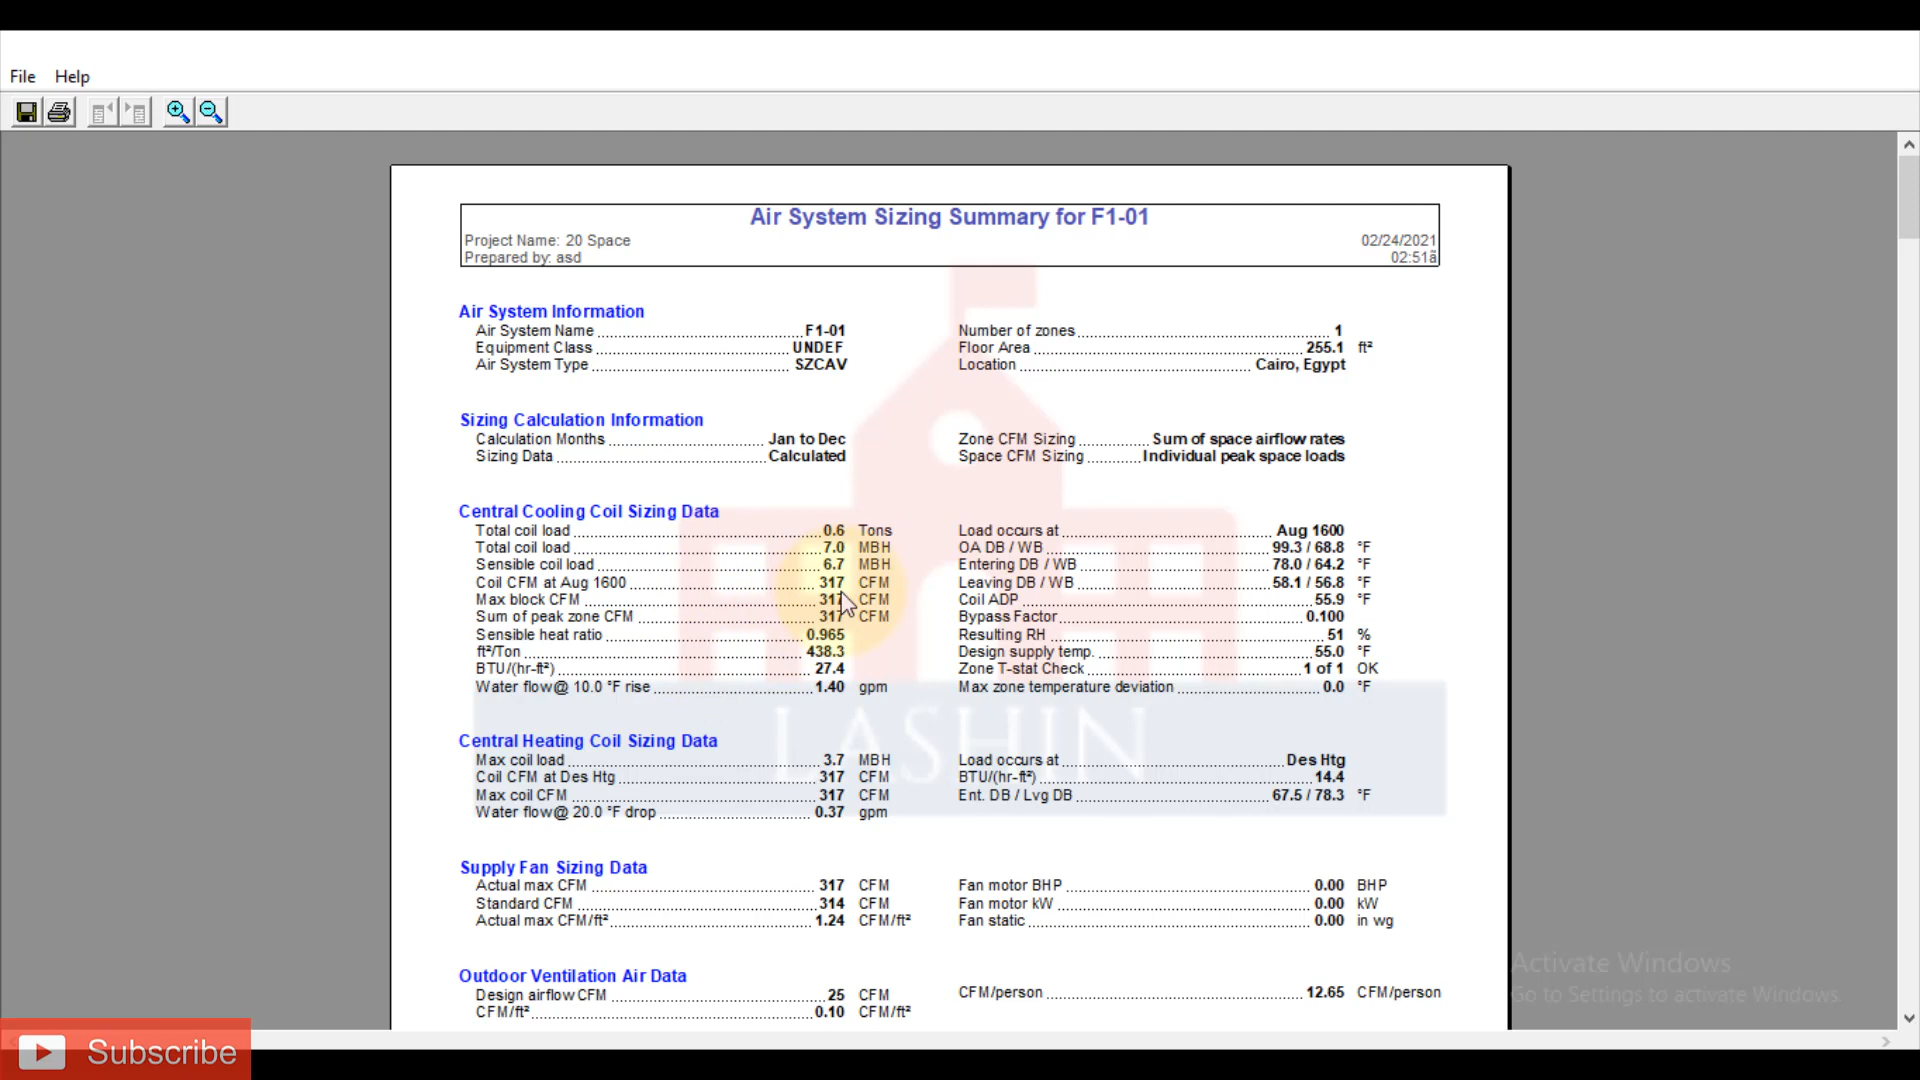 File Help
Air System Sizing Summary for F1-01
Project Name: 20 Space 02/24/2021
Prepared by: asd 02:51ã
Air System Information
Air System Name F1-01 Number of zones 1
Equipment Class UNDEF Floor Area 255.1 ft²
Air System Type SZCAV Location Cairo, Egypt
Sizing Calculation Information
Calculation Months Jan to Dec Zone CFM Sizing Sum of space airflow rates
Sizing Data Calculated Space CFM Sizing Individual peak space loads
Central Cooling Coil Sizing Data
Total coil load 0.6 Tons Load occurs at Aug 1600
Total coil load 7.0 MBH OA DB / WB 99.3 / 68.8 °F
Sensible coil load 6.7 MBH Entering DB / WB 78.0 / 64.2 °F
Coil CFM at Aug 1600 317 CFM Leaving DB / WB 58.1 / 56.8 °F
Max block CFM 317 CFM Coil ADP 55.9 °F
Sum of peak zone CFM 317 CFM Bypass Factor 0.100
Sensible heat ratio 0.965 Resulting RH 51 %
ft²/Ton 438.3 Design supply temp. 55.0 °F
BTU/(hr-ft²) 27.4 Zone T-stat Check 1 of 1 OK
Water flow @ 10.0 °F rise 1.40 gpm Max zone temperature deviation 0.0 °F
LASHIN
Central Heating Coil Sizing Data
Max coil load 3.7 MBH Load occurs at Des Htg
Coil CFM at Des Htg 317 CFM BTU/(hr-ft²) 14.4
Max coil CFM 317 CFM Ent. DB / Lvg DB 67.5 / 78.3 °F
Water flow @ 20.0 °F drop 0.37 gpm
Supply Fan Sizing Data
Actual max CFM 317 CFM Fan motor BHP 0.00 BHP
Standard CFM 314 CFM Fan motor kW 0.00 kW
Actual max CFM/ft² 1.24 CFM/ft² Fan static 0.00 in wg
Outdoor Ventilation Air Data
Design airflow CFM 25 CFM CFM/person 12.65 CFM/person
CFM/ft² 0.10 CFM/ft²
Activate Windows
Go to Settings to activate Windows.
Subscribe